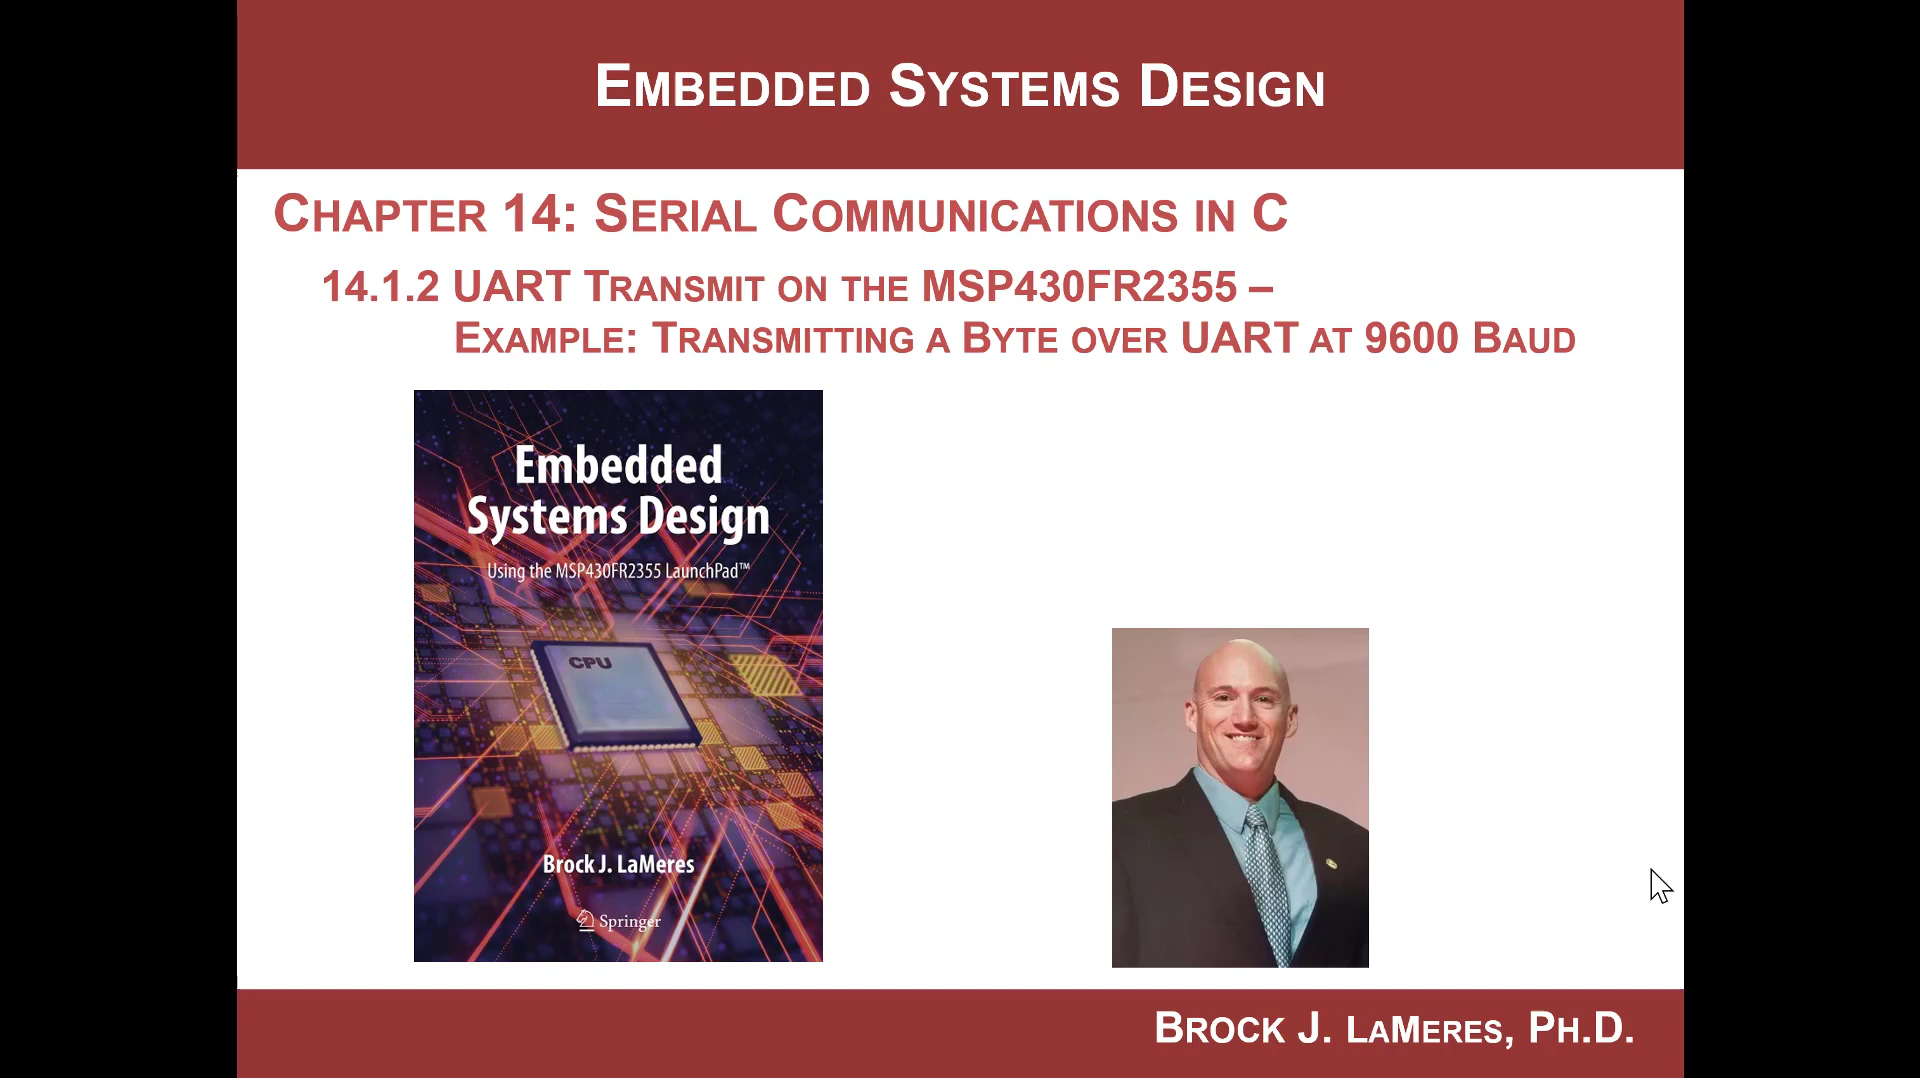 EMBEDDED SYSTEMS DESIGN
CHAPTER 14: SERIAL COMMUNICATIONS IN C
14.1.2 UART TRANSMIT ON THE MSP430FR2355 –
EXAMPLE: TRANSMITTING A BYTE OVER UART AT 9600 BAUD
Embedded
Systems Design
Using the MSP430FR2355 LaunchPad™
CPU
Brock J. LaMeres
Springer
BROCK J. LAMERES, PH.D.